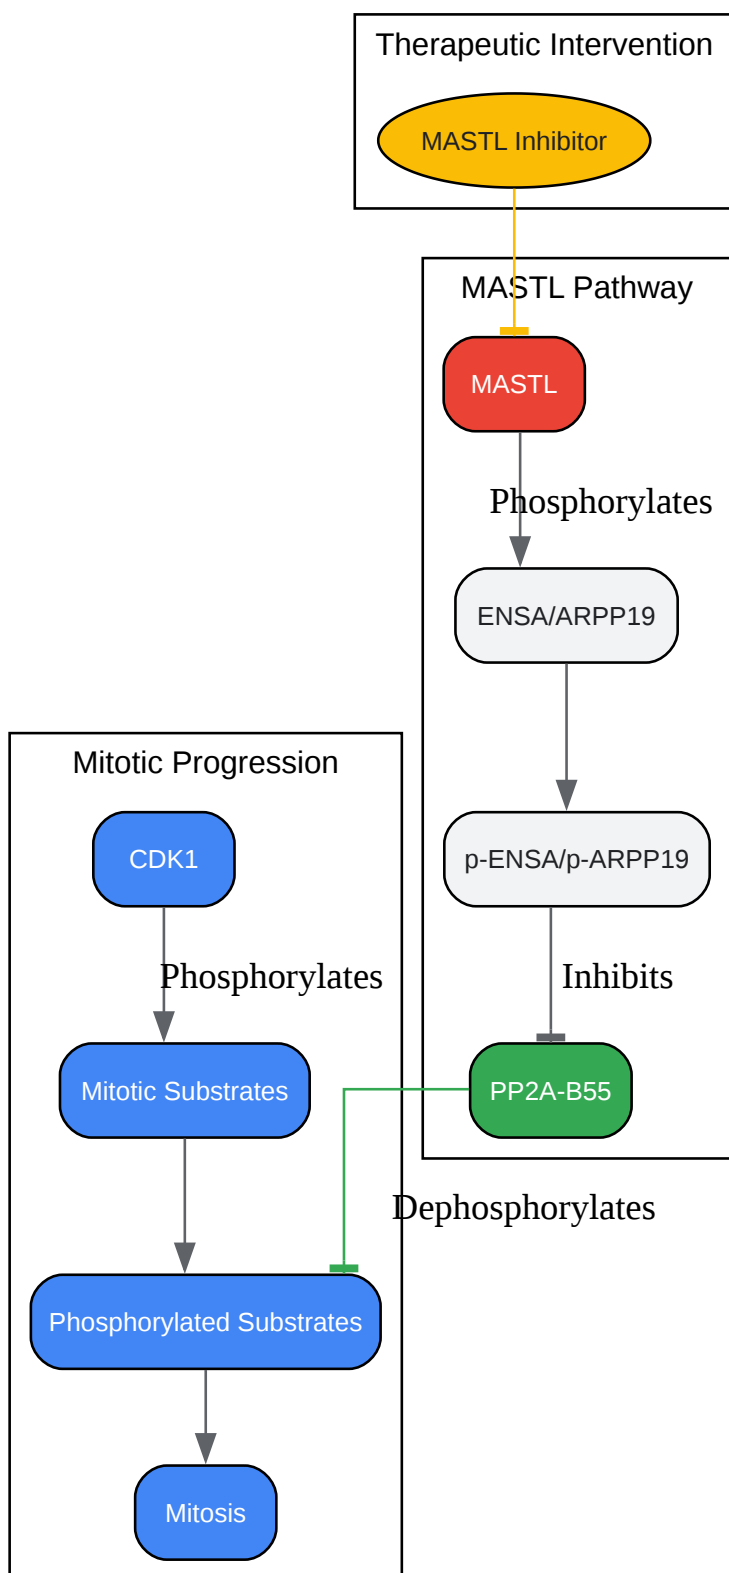 Therapeutic Intervention
MASTL Inhibitor
MASTL Pathway
MASTL
Phosphorylates
ENSA/ARPP19
p-ENSA/p-ARPP19
Inhibits
PP2A-B55
Dephosphorylates
Mitotic Progression
CDK1
Phosphorylates
Mitotic Substrates
Phosphorylated Substrates
Mitosis